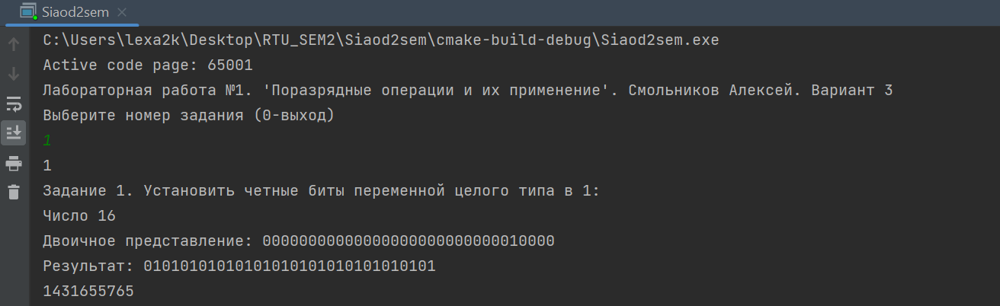 Siaod2sem
C:\Users\lexa2k\Desktop\RTU_SEM2\Siaod2sem\cmake-build-debug\Siaod2sem.exe
Active code page: 65001
Лабораторная работа №1. 'Поразрядные операции и их применение'. Смольников Алексей. Вариант 3
Выберите номер задания (0-выход)
1
1
Задание 1. Установить четные биты переменной целого типа в 1:
Число 16
Двоичное представление: 00000000000000000000000000010000
Результат: 01010101010101010101010101010101
1431655765